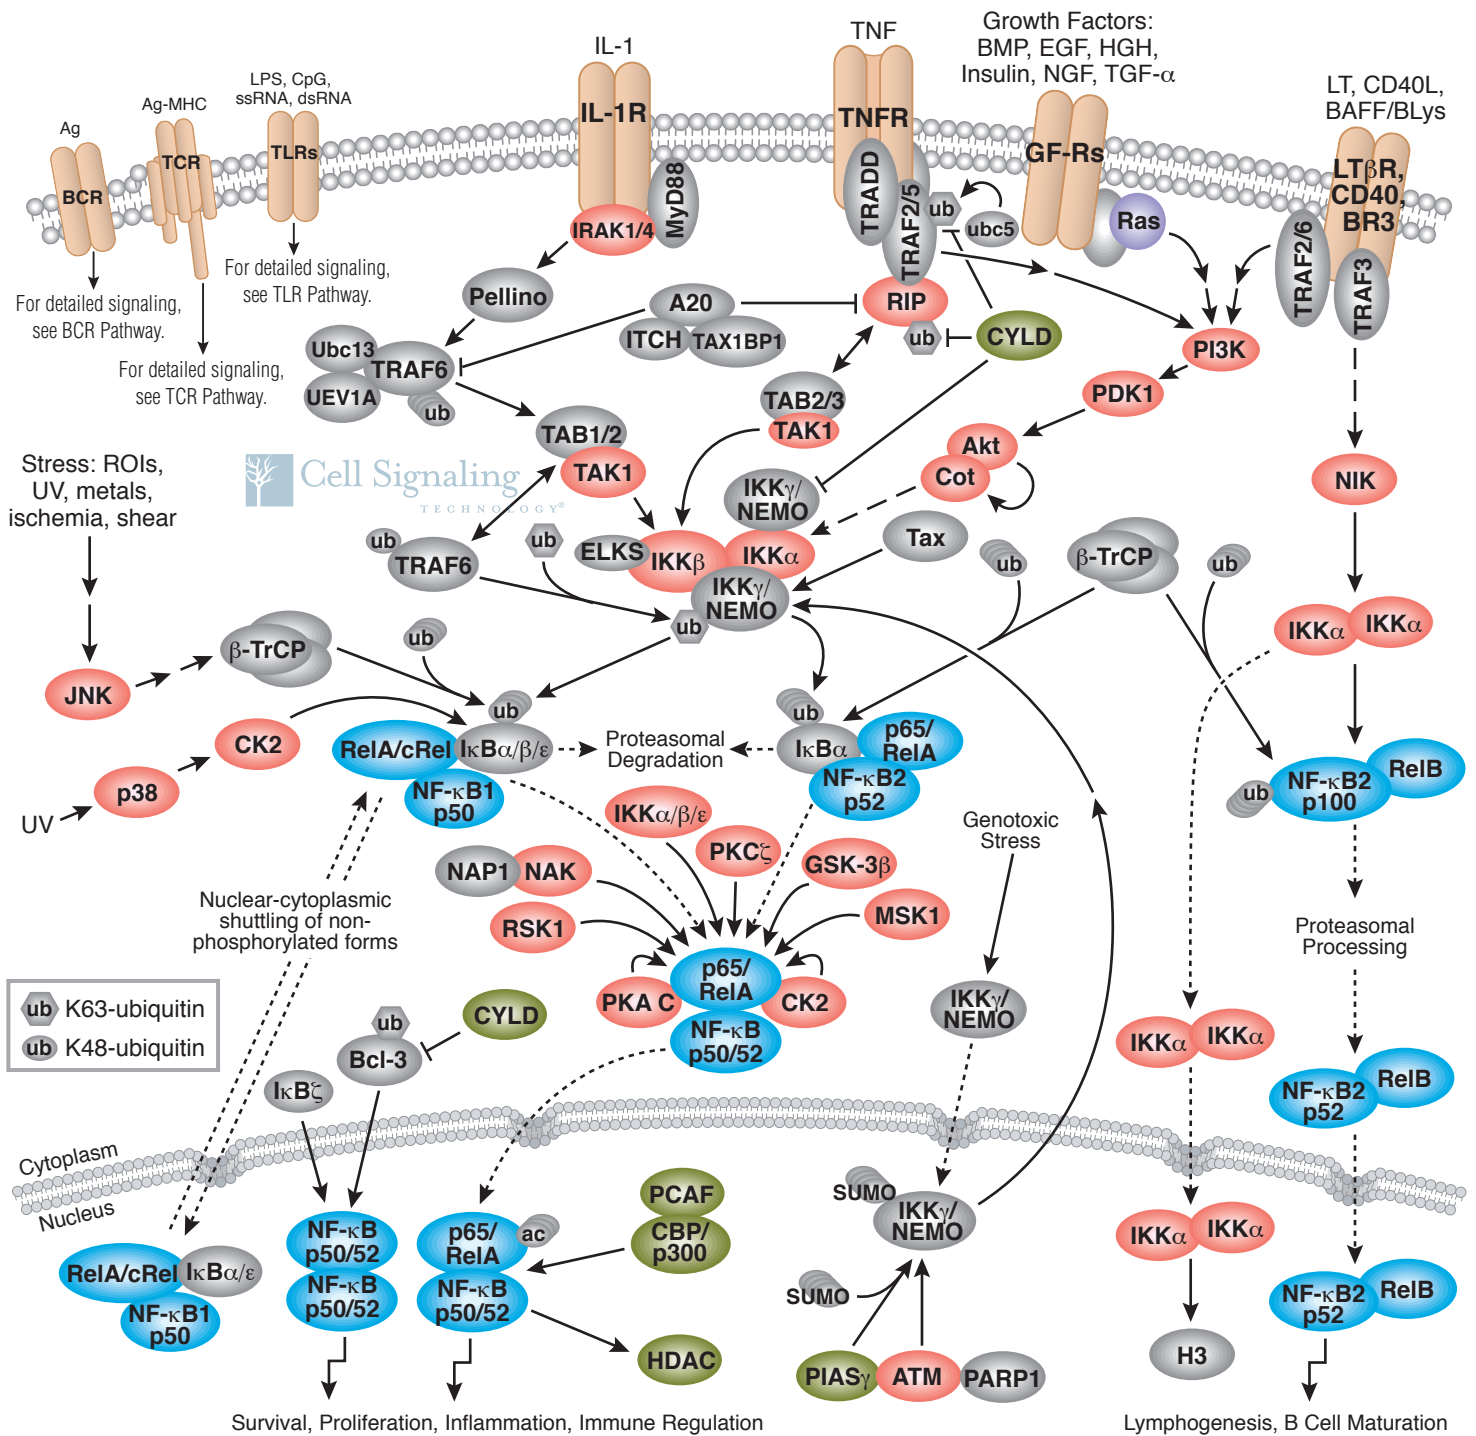 Growth Factors:
BMP, EGF, HGH,
Insulin, NGF, TGF-α
TNF
IL-1
LPS, CpG,
ssRNA, dsRNA
Ag-MHC
Ag
LT, CD40L,
BAFF/BLys
BCR
TCR
TLRs
IL-1R
MyD88
IRAK1/4
TNFR
TRADD
TRAF2/5
ub
ubc5
GF-Rs
Ras
LTβR,
CD40,
BR3
TRAF2/6
TRAF3
For detailed signaling,
see BCR Pathway.
For detailed signaling,
see TLR Pathway.
For detailed signaling,
see TCR Pathway.
Pellino
A20
ITCH
TAX1BP1
RIP
ub
CYLD
PI3K
Ubc13
UEV1A
TRAF6
ub
TAB2/3
TAK1
PDK1
TAB1/2
TAK1
Akt
Cot
NIK
Stress: ROIs,
UV, metals,
ischemia, shear
Cell Signaling
TECHNOLOGY®
IKKγ/
NEMO
ub
TRAF6
ub
ELKS
IKKβ
IKKα
IKKγ/
NEMO
ub
Tax
ub
β-TrCP
ub
IKKα
IKKα
JNK
β-TrCP
ub
CK2
p38
UV
ub
RelA/cRel
IκBα/β/ε
NF-κB1
p50
Proteasomal
Degradation
ub
IκBα
p65/
RelA
NF-κB2
p52
ub
NF-κB2
p100
RelB
IKKα/β/ε
PKCζ
GSK-3β
NAP1
NAK
RSK1
MSK1
Genotoxic
Stress
Nuclear-cytoplasmic
shuttling of non-
phosphorylated forms
Proteasomal
Processing
p65/
RelA
PKA C
CK2
NF-κB
p50/52
IKKγ/
NEMO
ub K63-ubiquitin
ub K48-ubiquitin
CYLD
ub
Bcl-3
IκBζ
IKKα
IKKα
NF-κB2
p52
RelB
Cytoplasm
Nucleus
RelA/cRel
IκBα/ε
NF-κB1
p50
NF-κB
p50/52
NF-κB
p50/52
p65/
RelA
ac
NF-κB
p50/52
PCAF
CBP/
p300
HDAC
SUMO
IKKγ/
NEMO
SUMO
PIASγ
ATM
PARP1
IKKα
IKKα
H3
NF-κB2
p52
RelB
Survival, Proliferation, Inflammation, Immune Regulation
Lymphogenesis, B Cell Maturation